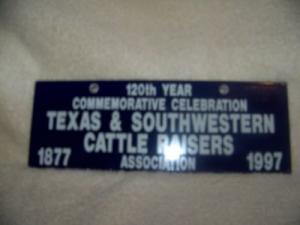 120th YEAR
COMMEMORATIVE CELEBRATION
TEXAS & SOUTHWESTERN
CATTLE RAISERS
1877 ASSOCIATION 1997